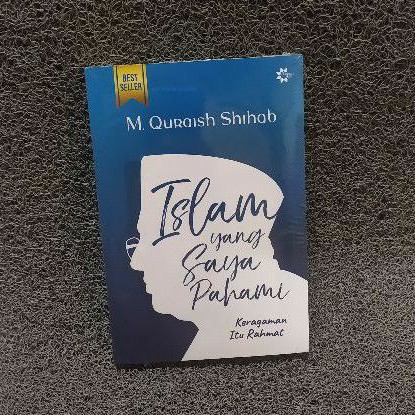 BEST
SELLER
M. Quraish Shihab
Islam
yang
Saya
Pahami
Keragaman
Itu Rahmat